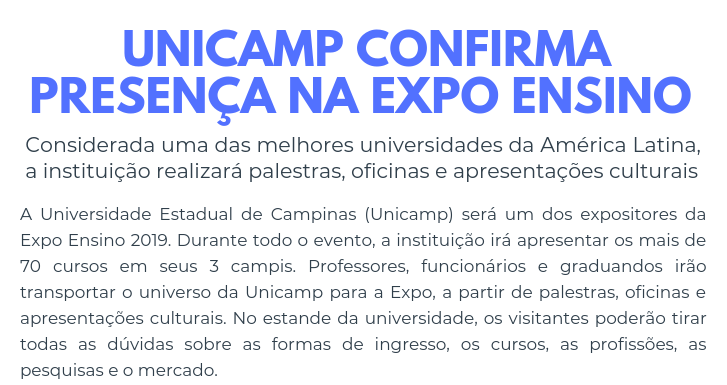 UNICAMP CONFIRMA
PRESENÇA NA EXPO ENSINO
Considerada uma das melhores universidades da América Latina,
a instituição realizará palestras, oficinas e apresentações culturais
A Universidade Estadual de Campinas (Unicamp) será um dos expositores da
Expo Ensino 2019. Durante todo o evento, a instituição irá apresentar os mais de
70 cursos em seus 3 campis. Professores, funcionários e graduandos irão
transportar o universo da Unicamp para a Expo, a partir de palestras, oficinas e
apresentações culturais. No estande da universidade, os visitantes poderão tirar
todas as dúvidas sobre as formas de ingresso, os cursos, as profissões, as
pesquisas e o mercado.